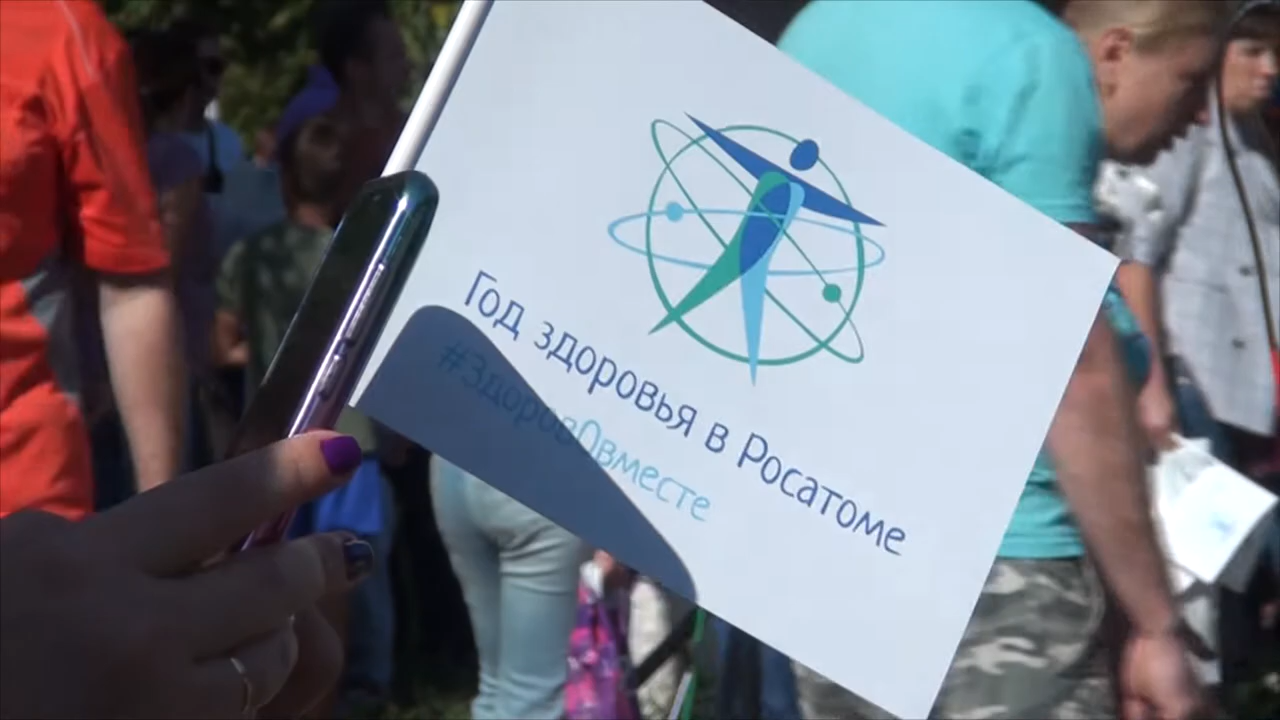 Год здоровья в Росатоме
#ЗдоровОвместе